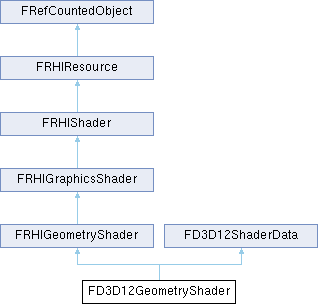 FRefCountedObject
FRHIResource
FRHIShader
FRHIGraphicsShader
FRHIGeometryShader
FD3D12ShaderData
FD3D12GeometryShader